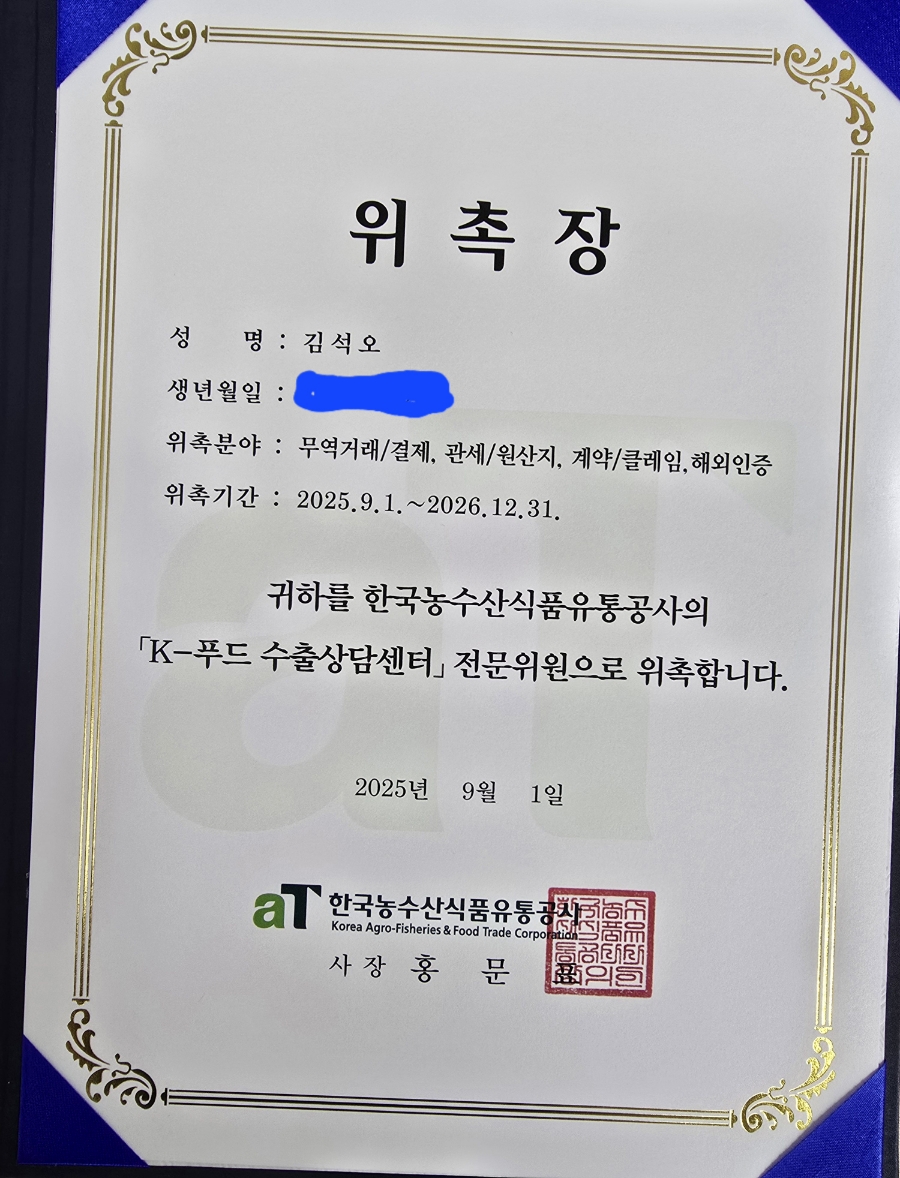 위 촉 장
성 명 : 김석오
생년월일 :
위촉분야 : 무역거래/결제, 관세/원산지, 계약/클레임, 해외인증
위촉기간 : 2025.9.1.~2026.12.31.
귀하를 한국농수산식품유통공사의
「K-푸드 수출상담센터」 전문위원으로 위촉합니다.
2025년 9월 1일
aT 한국농수산식품유통공사
Korea Agro-Fisheries & Food Trade Corporation
사 장 홍 문 표